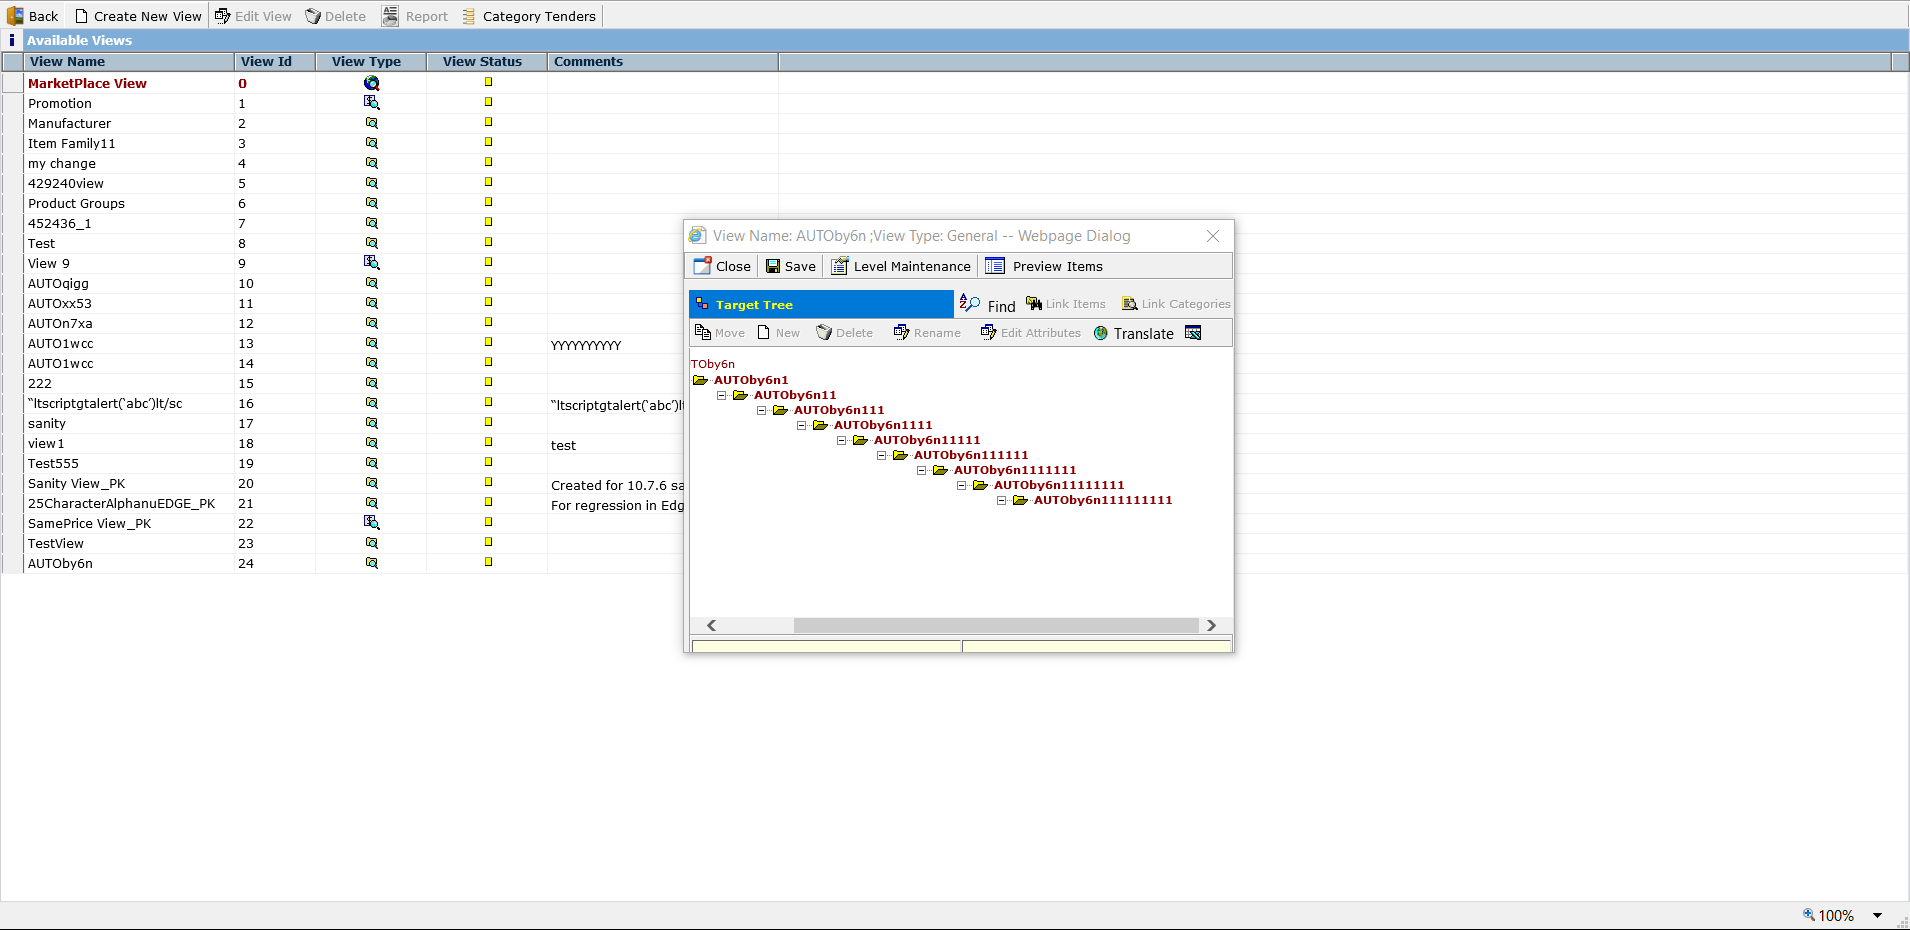 Back Create New View Edit View Delete Report Category Tenders
i Available Views
View Name View Id View Type View Status Comments
MarketPlace View 0
Promotion 1
Manufacturer 2
Item Family11 3
my change 4
429240view 5
Product Groups 6
452436_1 7
Test 8
View 9 9
AUTOqigg 10
AUTOxx53 11
AUTOn7xa 12
AUTO1wcc 13 YYYYYYYYYY
AUTO1wcc 14
222 15
“ltscriptgtalert(‘abc’)lt/sc 16 “ltscriptgtalert(‘abc’)lt
sanity 17
view1 18 test
Test555 19
Sanity View_PK 20 Created for 10.7.6 sa
25CharacterAlphanuEDGE_PK 21 For regression in Edg
SamePrice View_PK 22
TestView 23
AUTOby6n 24
View Name: AUTOby6n ;View Type: General -- Webpage Dialog
Close Save Level Maintenance Preview Items
Target Tree Find Link Items Link Categories
Move New Delete Rename Edit Attributes Translate
TOby6n
AUTOby6n1
AUTOby6n11
AUTOby6n111
AUTOby6n1111
AUTOby6n11111
AUTOby6n111111
AUTOby6n1111111
AUTOby6n11111111
AUTOby6n111111111
100%